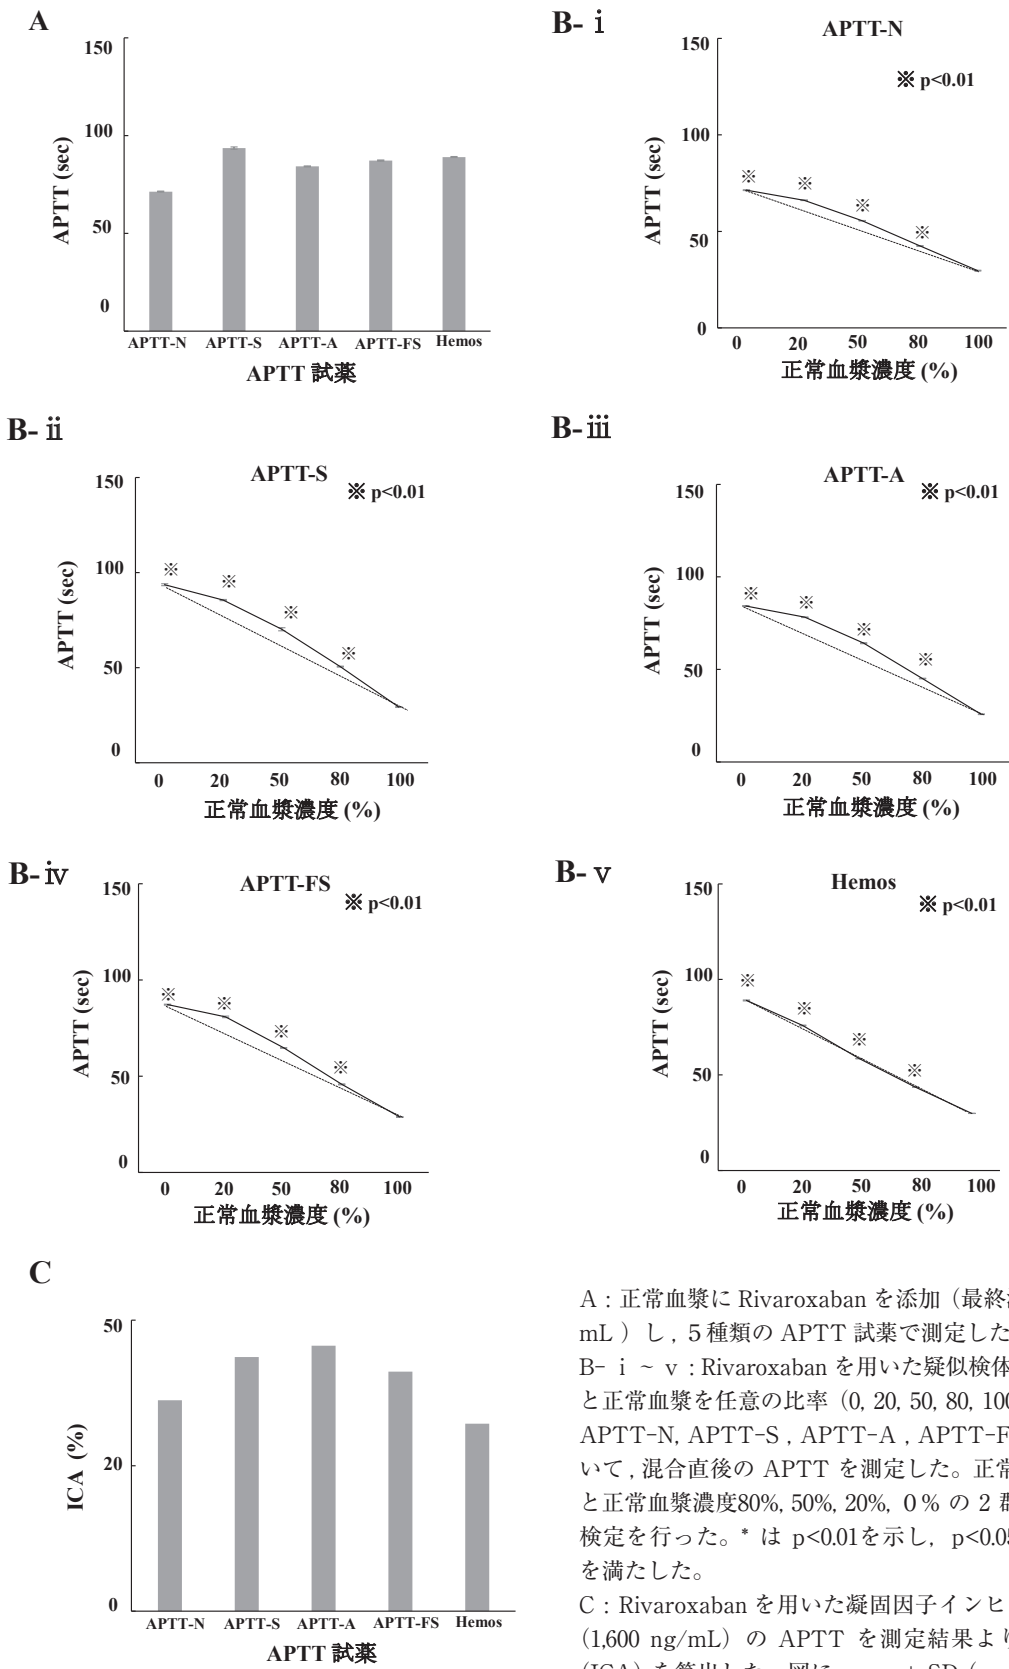 A
150
100
50
0
APTT (sec)
APTT-N APTT-S APTT-A APTT-FS Hemos
APTT 試薬
B- ⅰ
APTT-N
※ p<0.01
150
100
50
0
APTT (sec)
※ ※ ※ ※
0 20 50 80 100
正常血漿濃度 (%)
B- ⅱ
APTT-S
※ p<0.01
150
100
50
0
APTT (sec)
※ ※ ※ ※
0 20 50 80 100
正常血漿濃度 (%)
B- ⅲ
APTT-A
※ p<0.01
150
100
50
0
APTT (sec)
※ ※ ※ ※
0 20 50 80 100
正常血漿濃度 (%)
B- ⅳ
APTT-FS
※ p<0.01
150
100
50
0
APTT (sec)
※ ※ ※ ※
0 20 50 80 100
正常血漿濃度 (%)
B- ⅴ
Hemos
※ p<0.01
150
100
50
0
APTT (sec)
※ ※ ※ ※
0 20 50 80 100
正常血漿濃度 (%)
C
50
20
0
ICA (%)
APTT-N APTT-S APTT-A APTT-FS Hemos
APTT 試薬
A : 正常血漿に Rivaroxaban を添加（最終
mL ）し , 5 種類の APTT 試薬で測定した
B- ⅰ ~ ⅴ : Rivaroxaban を用いた疑似検体
と正常血漿を任意の比率（0, 20, 50, 80, 100
APTT-N, APTT-S , APTT-A , APTT-F
いて , 混合直後の APTT を測定した。正常
と正常血漿濃度80%, 50%, 20%, 0 % の 2 群
検定を行った。* は p<0.01を示し, p<0.05
を満たした。
C : Rivaroxaban を用いた凝固因子インヒ
(1,600 ng/mL) の APTT を測定結果より